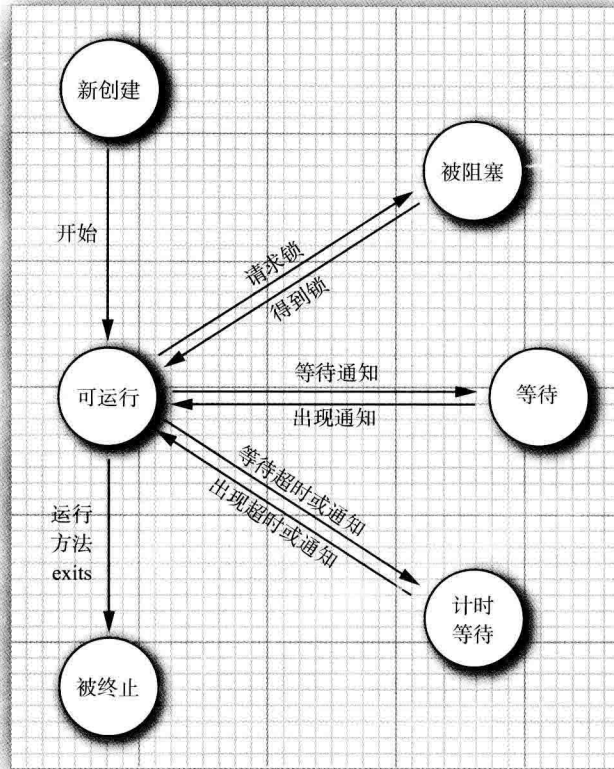 新创建
被阻塞
开始
请求锁
得到锁
可运行
等待通知
出现通知
等待
等待超时或通知
出现超时或通知
运行
方法
exits
计时
等待
被终止